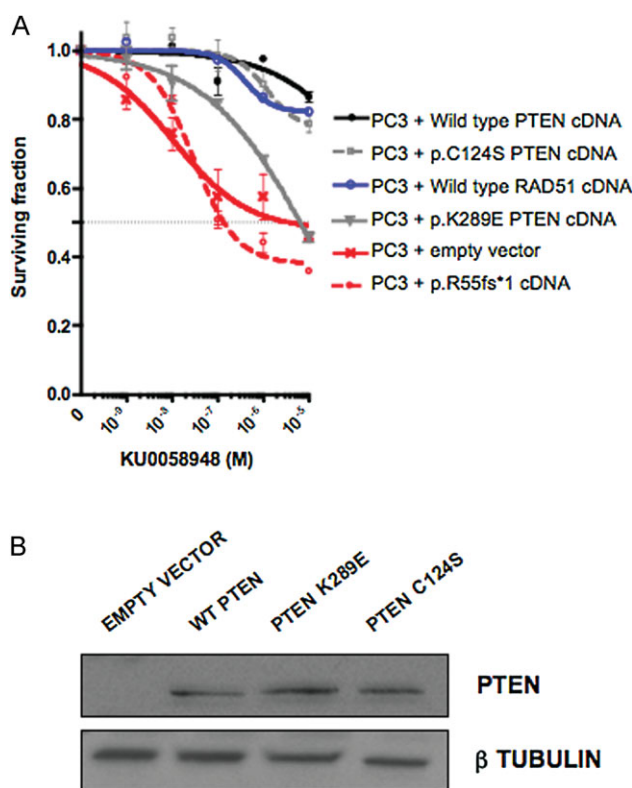 A
1.0
0.8
0.6
0.4
0.2
0.0
Surviving fraction
0
10⁻⁹
10⁻⁸
10⁻⁷
10⁻⁶
10⁻⁵
KU0058948 (M)
PC3 + Wild type PTEN cDNA
PC3 + p.C124S PTEN cDNA
PC3 + Wild type RAD51 cDNA
PC3 + p.K289E PTEN cDNA
PC3 + empty vector
PC3 + p.R55fs*1 cDNA
B
EMPTY VECTOR
WT PTEN
PTEN K289E
PTEN C124S
PTEN
β TUBULIN